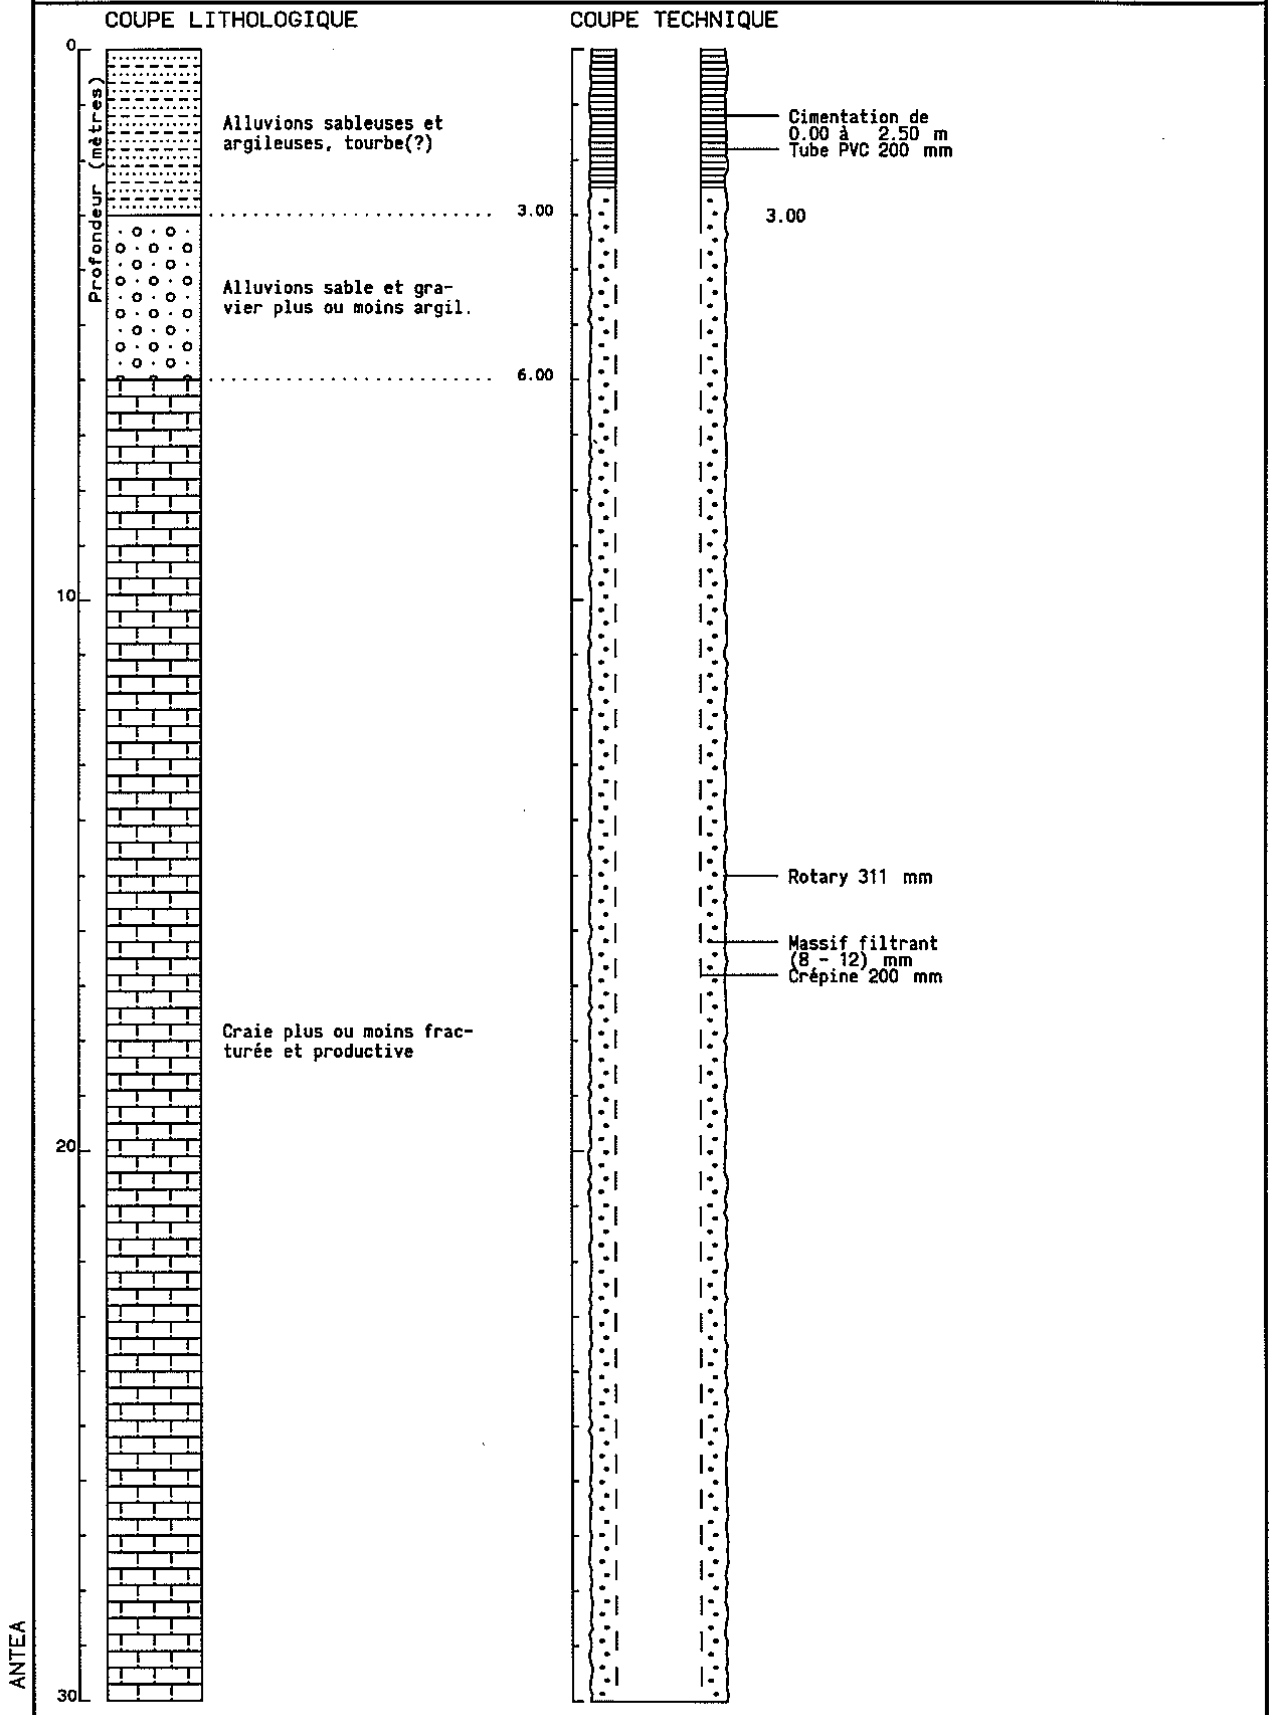 COUPE LITHOLOGIQUE
COUPE TECHNIQUE
0
Profondeur (mètres)
Alluvions sableuses et
argileuses, tourbe(?)
Cimentation de
0.00 à 2.50 m
Tube PVC 200 mm
3.00
3.00
Alluvions sable et gra-
vier plus ou moins argil.
6.00
10
Rotary 311 mm
Massif filtrant
(8 - 12) mm
Crépine 200 mm
Craie plus ou moins frac-
turée et productive
20
30
ANTEA